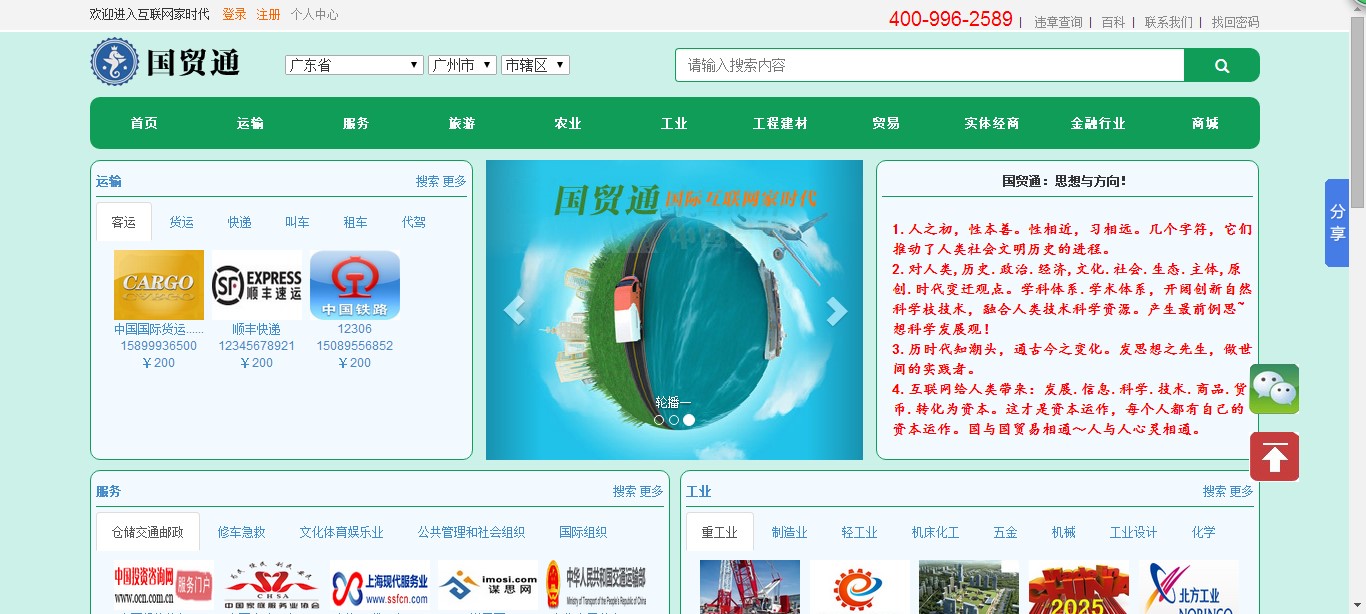 欢迎进入互联网家时代 登录 注册 个人中心
400-996-2589 | 违章查询 | 百科 | 联系我们 | 找回密码
国贸通 广东省 广州市 市辖区 请输入搜索内容
首页 运输 服务 旅游 农业 工业 工程建材 贸易 实体经商 金融行业 商城
运输 搜索 更多
客运 货运 快递 叫车 租车 代驾
CARGO
SF EXPRESS
顺丰速运
中国铁路
中国国际货运...... 顺丰快递 12306
15899936500 12345678921 15089556852
￥200 ￥200 ￥200
国贸通 国际互联网家时代
轮播一
国贸通：思想与方向！
1.人之初，性本善。性相近，习相远。几个字符，它们
推动了人类社会文明历史的进程。
2.对人类,历史.政治.经济,文化.社会.生态.主体,原
创.时代变迁观点。学科体系.学术体系，开阔创新自然
科学枝技术，融合人类技术科学资源。产生最前例思~
想科学发展观！
3.历时代知潮头，通古今之变化。发思想之先生，做世
间的实践者。
4.互联网给人类带来：发展.信息.科学.技术.商品.货
币.转化为资本。这才是资本运作，每个人都有自己的
资本运作。国与国贸易相通～人与人心灵相通。
分
享
服务 搜索 更多
仓储交通邮政 修车急救 文化体育娱乐业 公共管理和社会组织 国际组织
中国投资咨询网
www.ocn.com.cn
服务门户
CHSA
中国家庭服务业协会
上海现代服务业
www.ssfcn.com
imosi.com
谋思网
中华人民共和国交通运输部
Ministry of Transport of the People's Republic of China
工业 搜索 更多
重工业 制造业 轻工业 机床化工 五金 机械 工业设计 化学
2025
北方工业
NORINCO